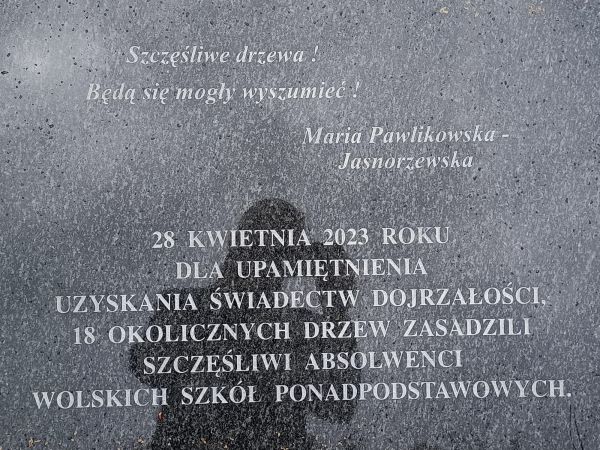 Szczęśliwe drzewa !
Będą się mogły wyszumieć !
Maria Pawlikowska -
Jasnorzewska
28 KWIETNIA 2023 ROKU
DLA UPAMIĘTNIENIA
UZYSKANIA ŚWIADECTW DOJRZAŁOŚCI,
18 OKOLICZNYCH DRZEW ZASADZILI
SZCZĘŚLIWI ABSOLWENCI
WOLSKICH SZKÓŁ PONADPODSTAWOWYCH.